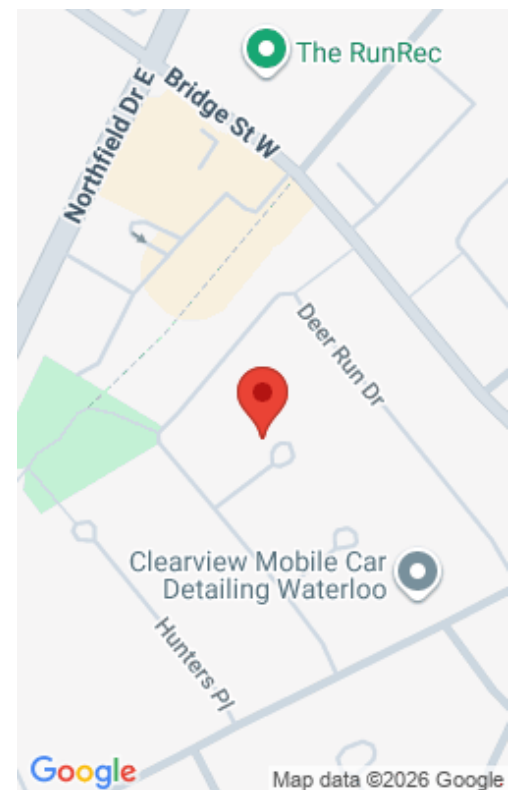 The RunRec
Bridge St W
Northfield Dr E
Deer Run Dr
Clearview Mobile Car
Detailing Waterloo
Hunters Pl
Google
Map data ©2026 Google